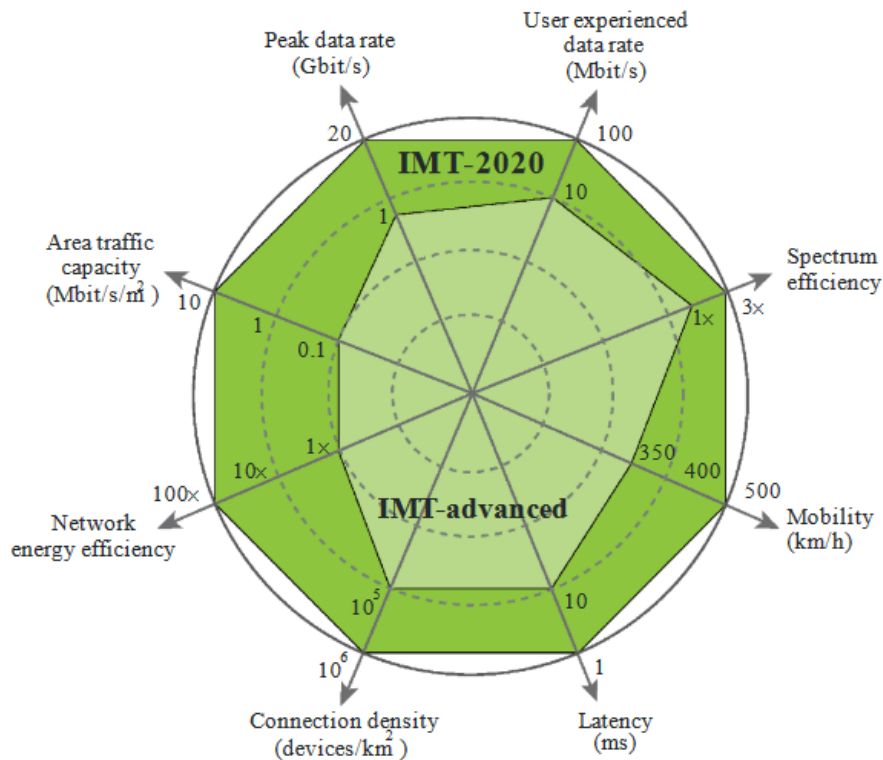 User experienced
data rate
(Mbit/s)
Peak data rate
(Gbit/s)
20
100
IMT-2020
1
10
Area traffic
capacity
(Mbit/s/m²)
Spectrum
efficiency
10
1
0.1
1×
3×
1×
10×
100×
350
400
500
Network
energy efficiency
Mobility
(km/h)
IMT-advanced
10⁵
10
10⁶
1
Connection density
(devices/km²)
Latency
(ms)